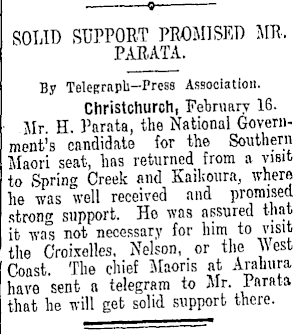 SOLID SUPPORT PROMISED MR.
PARATA.
By Telegraph—Press Association.
Christchurch, February 16.
Mr. H. Parata, the National Govern-
ment's candidate for the Southern
Maori seat, has returned from a visit
to Spring Creek and Kaikoura, where
he was well received and promised
strong support. He was assured that
it was not necessary for him to visit
the Croixelles, Nelson, or the West
Coast. The chief Maoris at Arahura
have sent a telegram to Mr. Parata
that he will get solid support there.